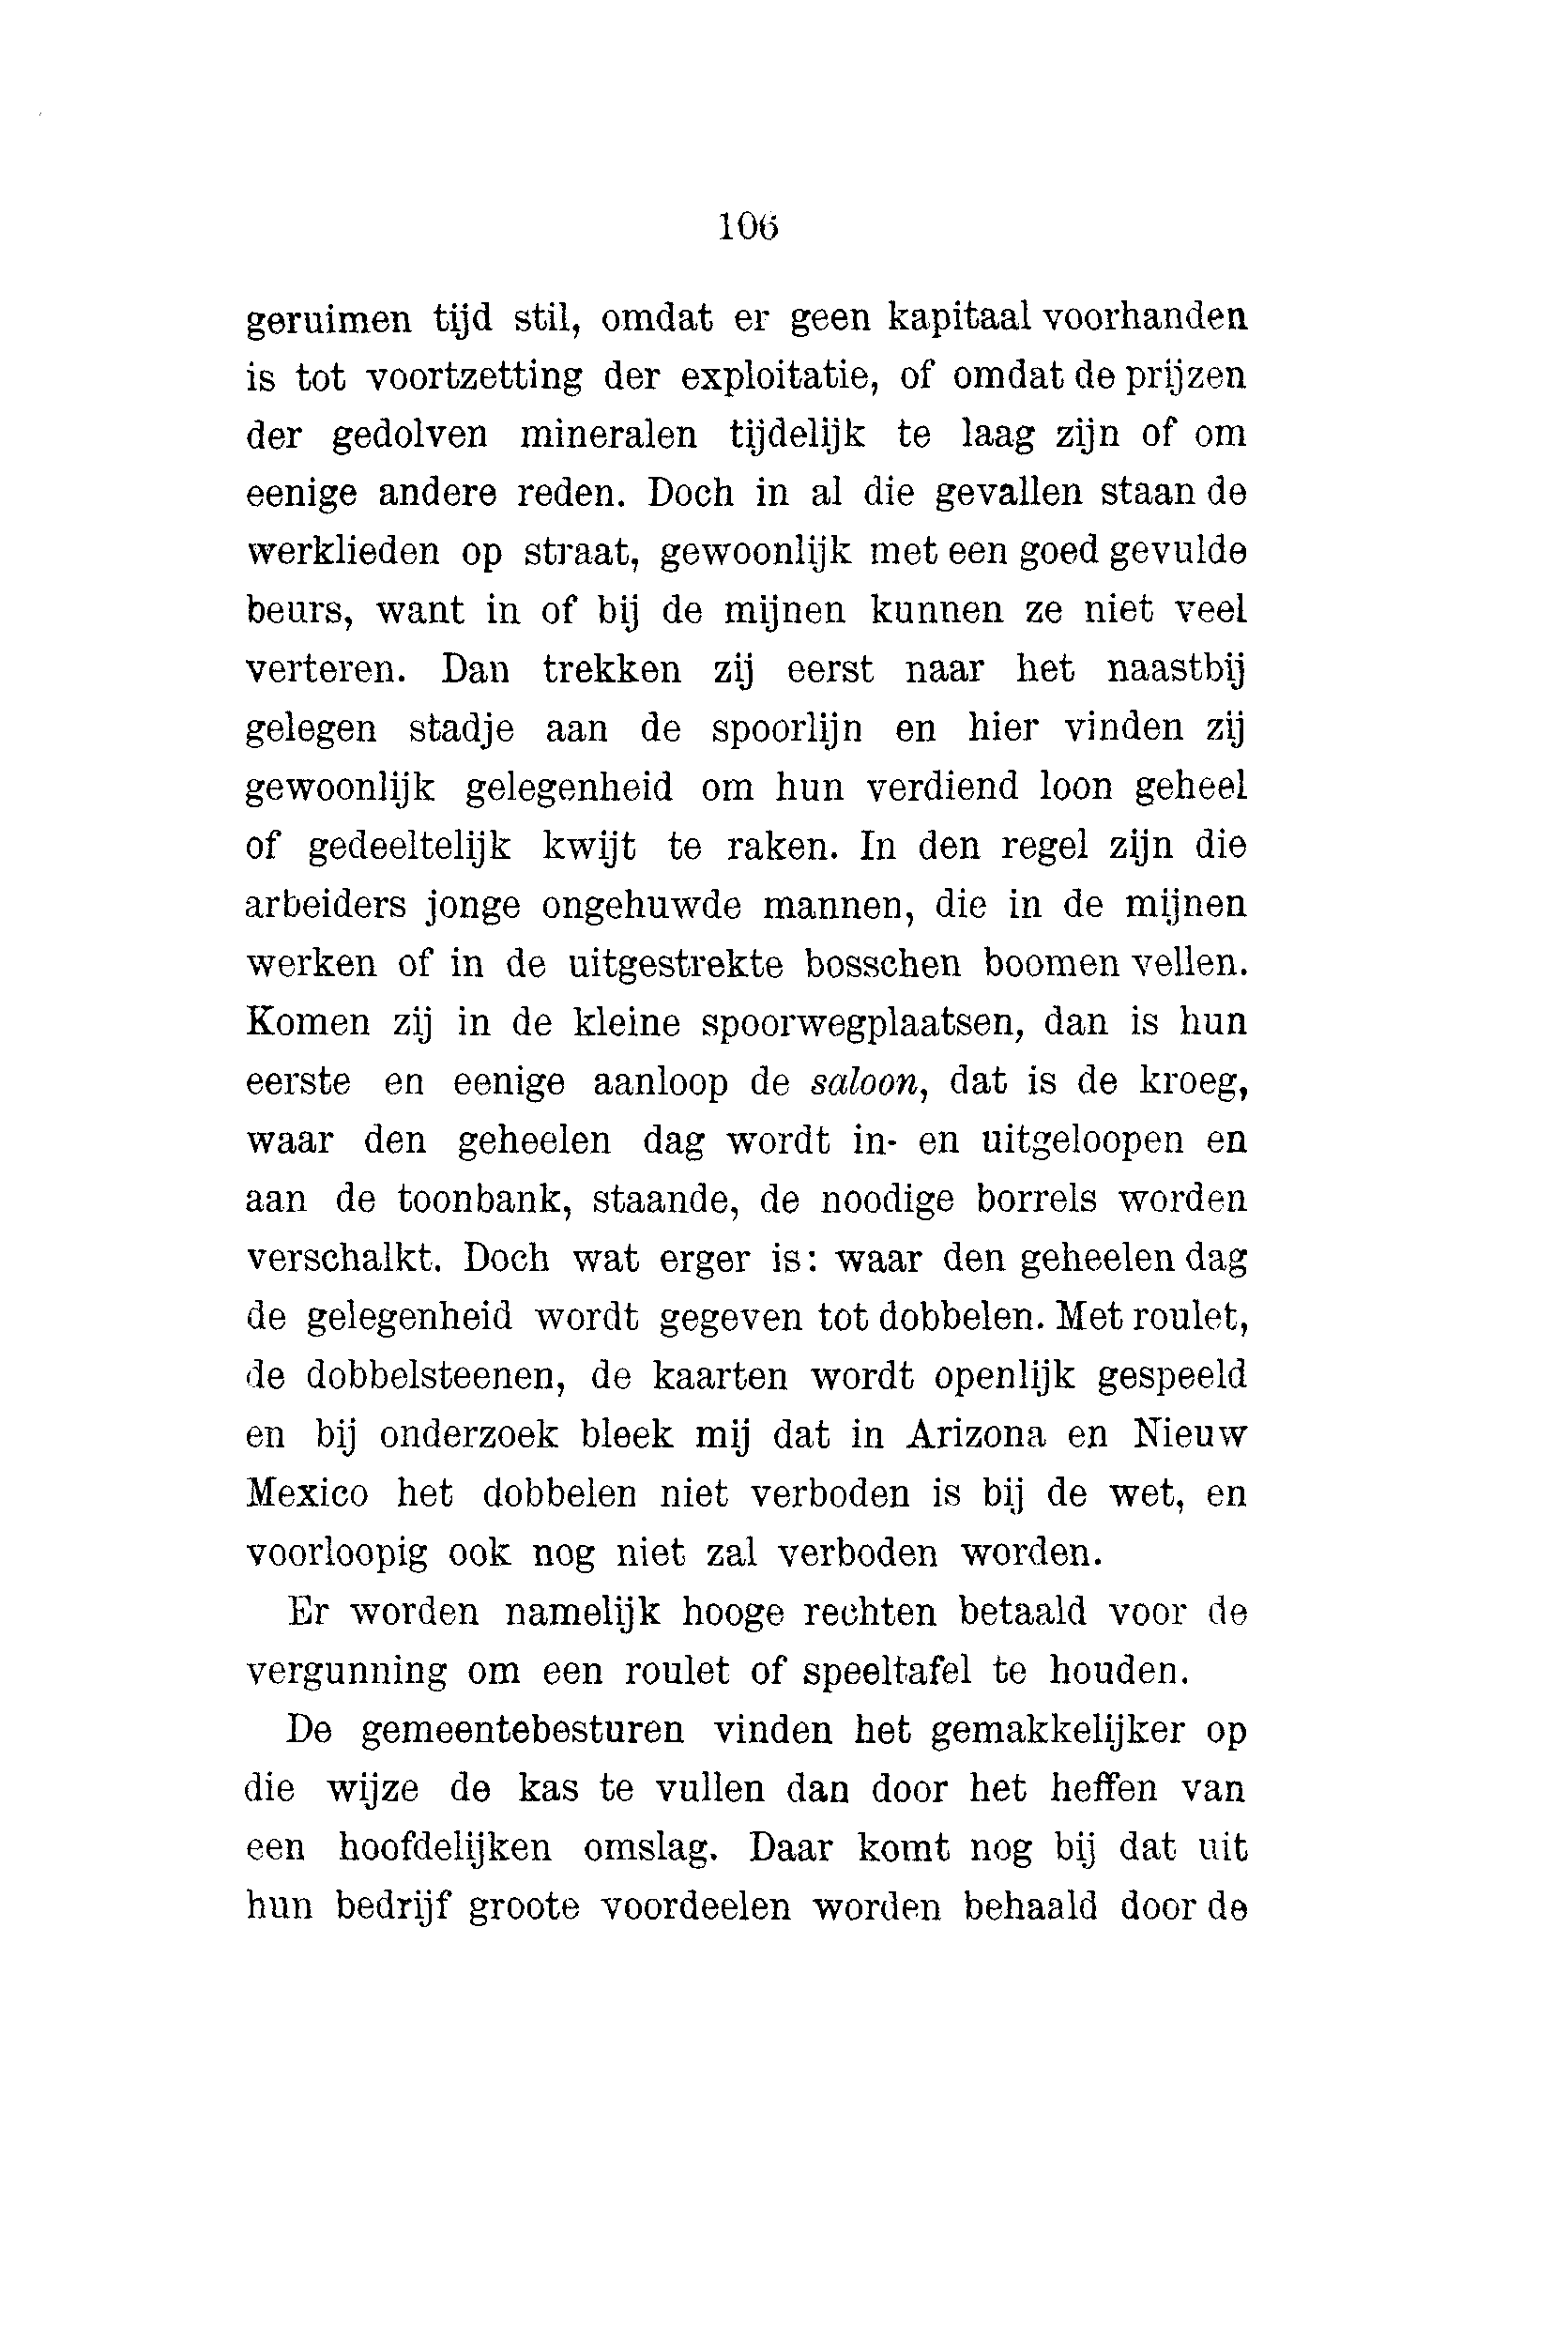 106
geruimen tijd stil, omdat er geen kapitaal voorhanden
is tot voortzetting der exploitatie, of omdat de prijzen
der gedolven mineralen tijdelijk te laag zijn of om
eenige andere reden. Doch in al die gevallen staan de
werklieden op straat, gewoonlijk met een goed gevulde
beurs, want in of bij de mijnen kunnen ze niet veel
verteren. Dan trekken zij eerst naar het naastbij
gelegen stadje aan de spoorlijn en hier vinden zij
gewoonlijk gelegenheid om hun verdiend loon geheel
of gedeeltelijk kwijt te raken. In den regel zijn die
arbeiders jonge ongehuwde mannen, die in de mijnen
werken of in de uitgestrekte bosschen boomen vellen.
Komen zij in de kleine spoorwegplaatsen, dan is hun
eerste en eenige aanloop de saloon, dat is de kroeg,
waar den geheelen dag wordt in- en uitgeloopen en
aan de toonbank, staande, de noodige borrels worden
verschalkt. Doch wat erger is: waar den geheelen dag
de gelegenheid wordt gegeven tot dobbelen. Met roulet,
de dobbelsteenen, de kaarten wordt openlijk gespeeld
en bij onderzoek bleek mij dat in Arizona en Nieuw
Mexico het dobbelen niet verboden is bij de wet, en
voorloopig ook nog niet zal verboden worden.
Er worden namelijk hooge rechten betaald voor de
vergunning om een roulet of speeltafel te houden.
De gemeentebesturen vinden het gemakkelijker op
die wijze de kas te vullen dan door het heffen van
een hoofdelijken omslag. Daar komt nog bij dat uit
hun bedrijf groote voordeelen worden behaald door de